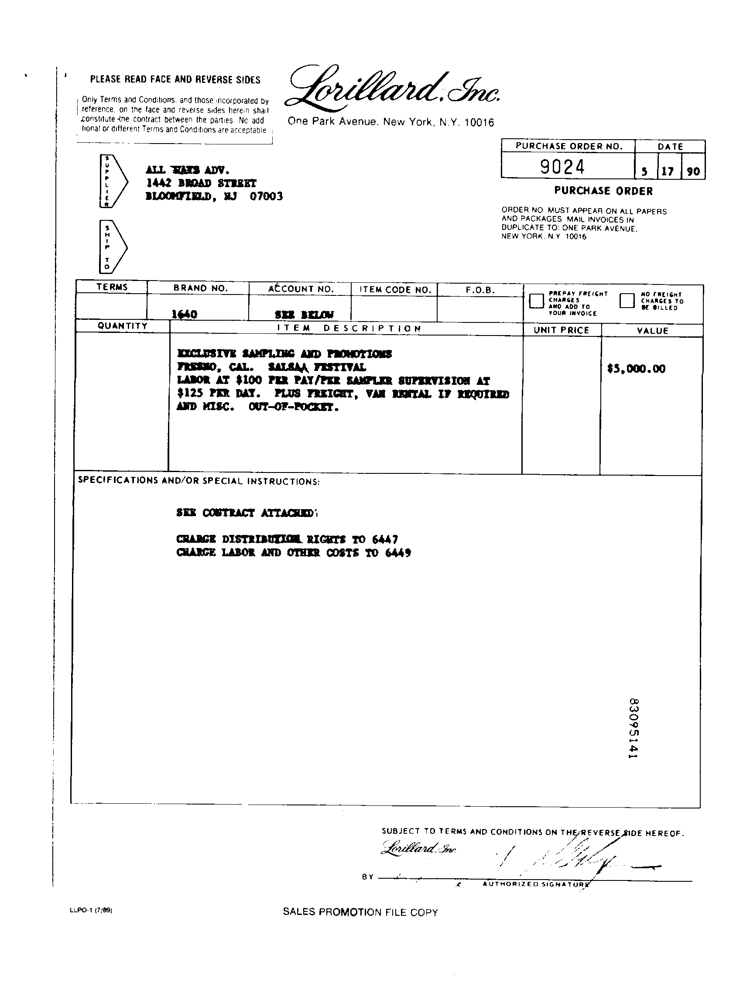 PLEASE READ FACE AND REVERSE SIDES
Only Terms and Conditions, and those incorporated by
reference, on the face and reverse sides herein shall
constitute the contract between the parties. No add
itional or different Terms and Conditions are acceptable
Lorillard, Inc.
One Park Avenue, New York, N.Y. 10016
PURCHASE ORDER NO. DATE
9024 5 17 90
PURCHASE ORDER
ORDER NO. MUST APPEAR ON ALL PAPERS
AND PACKAGES. MAIL INVOICES IN
DUPLICATE TO: ONE PARK AVENUE,
NEW YORK, N.Y. 10016
SUPPLIER
ALL WAYS ADV.
1442 BROAD STREET
BLOOMFIELD, NJ 07003
SHIP TO
TERMS BRAND NO. ACCOUNT NO. ITEM CODE NO. F.O.B.
PREPAY FREIGHT
CHARGES
AND ADD TO
YOUR INVOICE
NO FREIGHT
CHARGES TO
BE BILLED
1640 SEE BELOW
QUANTITY ITEM DESCRIPTION UNIT PRICE VALUE
EXCLUSIVE SAMPLING AND PROMOTIONS
FRESNO, CAL. SALSAA FESTIVAL $5,000.00
LABOR AT $100 PER PAY/PER SAMPLER SUPERVISION AT
$125 PER DAY. PLUS FREIGHT, VAN RENTAL IF REQUIRED
AND MISC. OUT-OF-POCKET.
SPECIFICATIONS AND/OR SPECIAL INSTRUCTIONS:
SEE CONTRACT ATTACHED:
CHARGE DISTRIBUTION RIGHTS TO 6447
CHARGE LABOR AND OTHER COSTS TO 6449
83095141
SUBJECT TO TERMS AND CONDITIONS ON THE REVERSE SIDE HEREOF.
Lorillard, Inc.
BY
AUTHORIZED SIGNATURE
LLPO-1 (7/89)
SALES PROMOTION FILE COPY